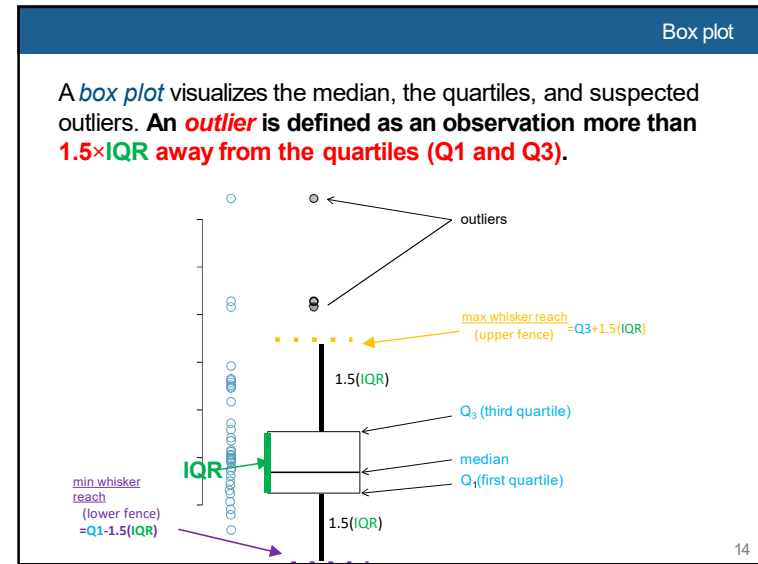 Box plot
A box plot visualizes the median, the quartiles, and suspected
outliers. An outlier is defined as an observation more than
1.5×IQR away from the quartiles (Q1 and Q3).
outliers
max whisker reach
(upper fence) =Q3+1.5(IQR)
1.5(IQR)
Q3 (third quartile)
median
IQR
Q1(first quartile)
min whisker
reach
(lower fence)
=Q1-1.5(IQR)
1.5(IQR)
14